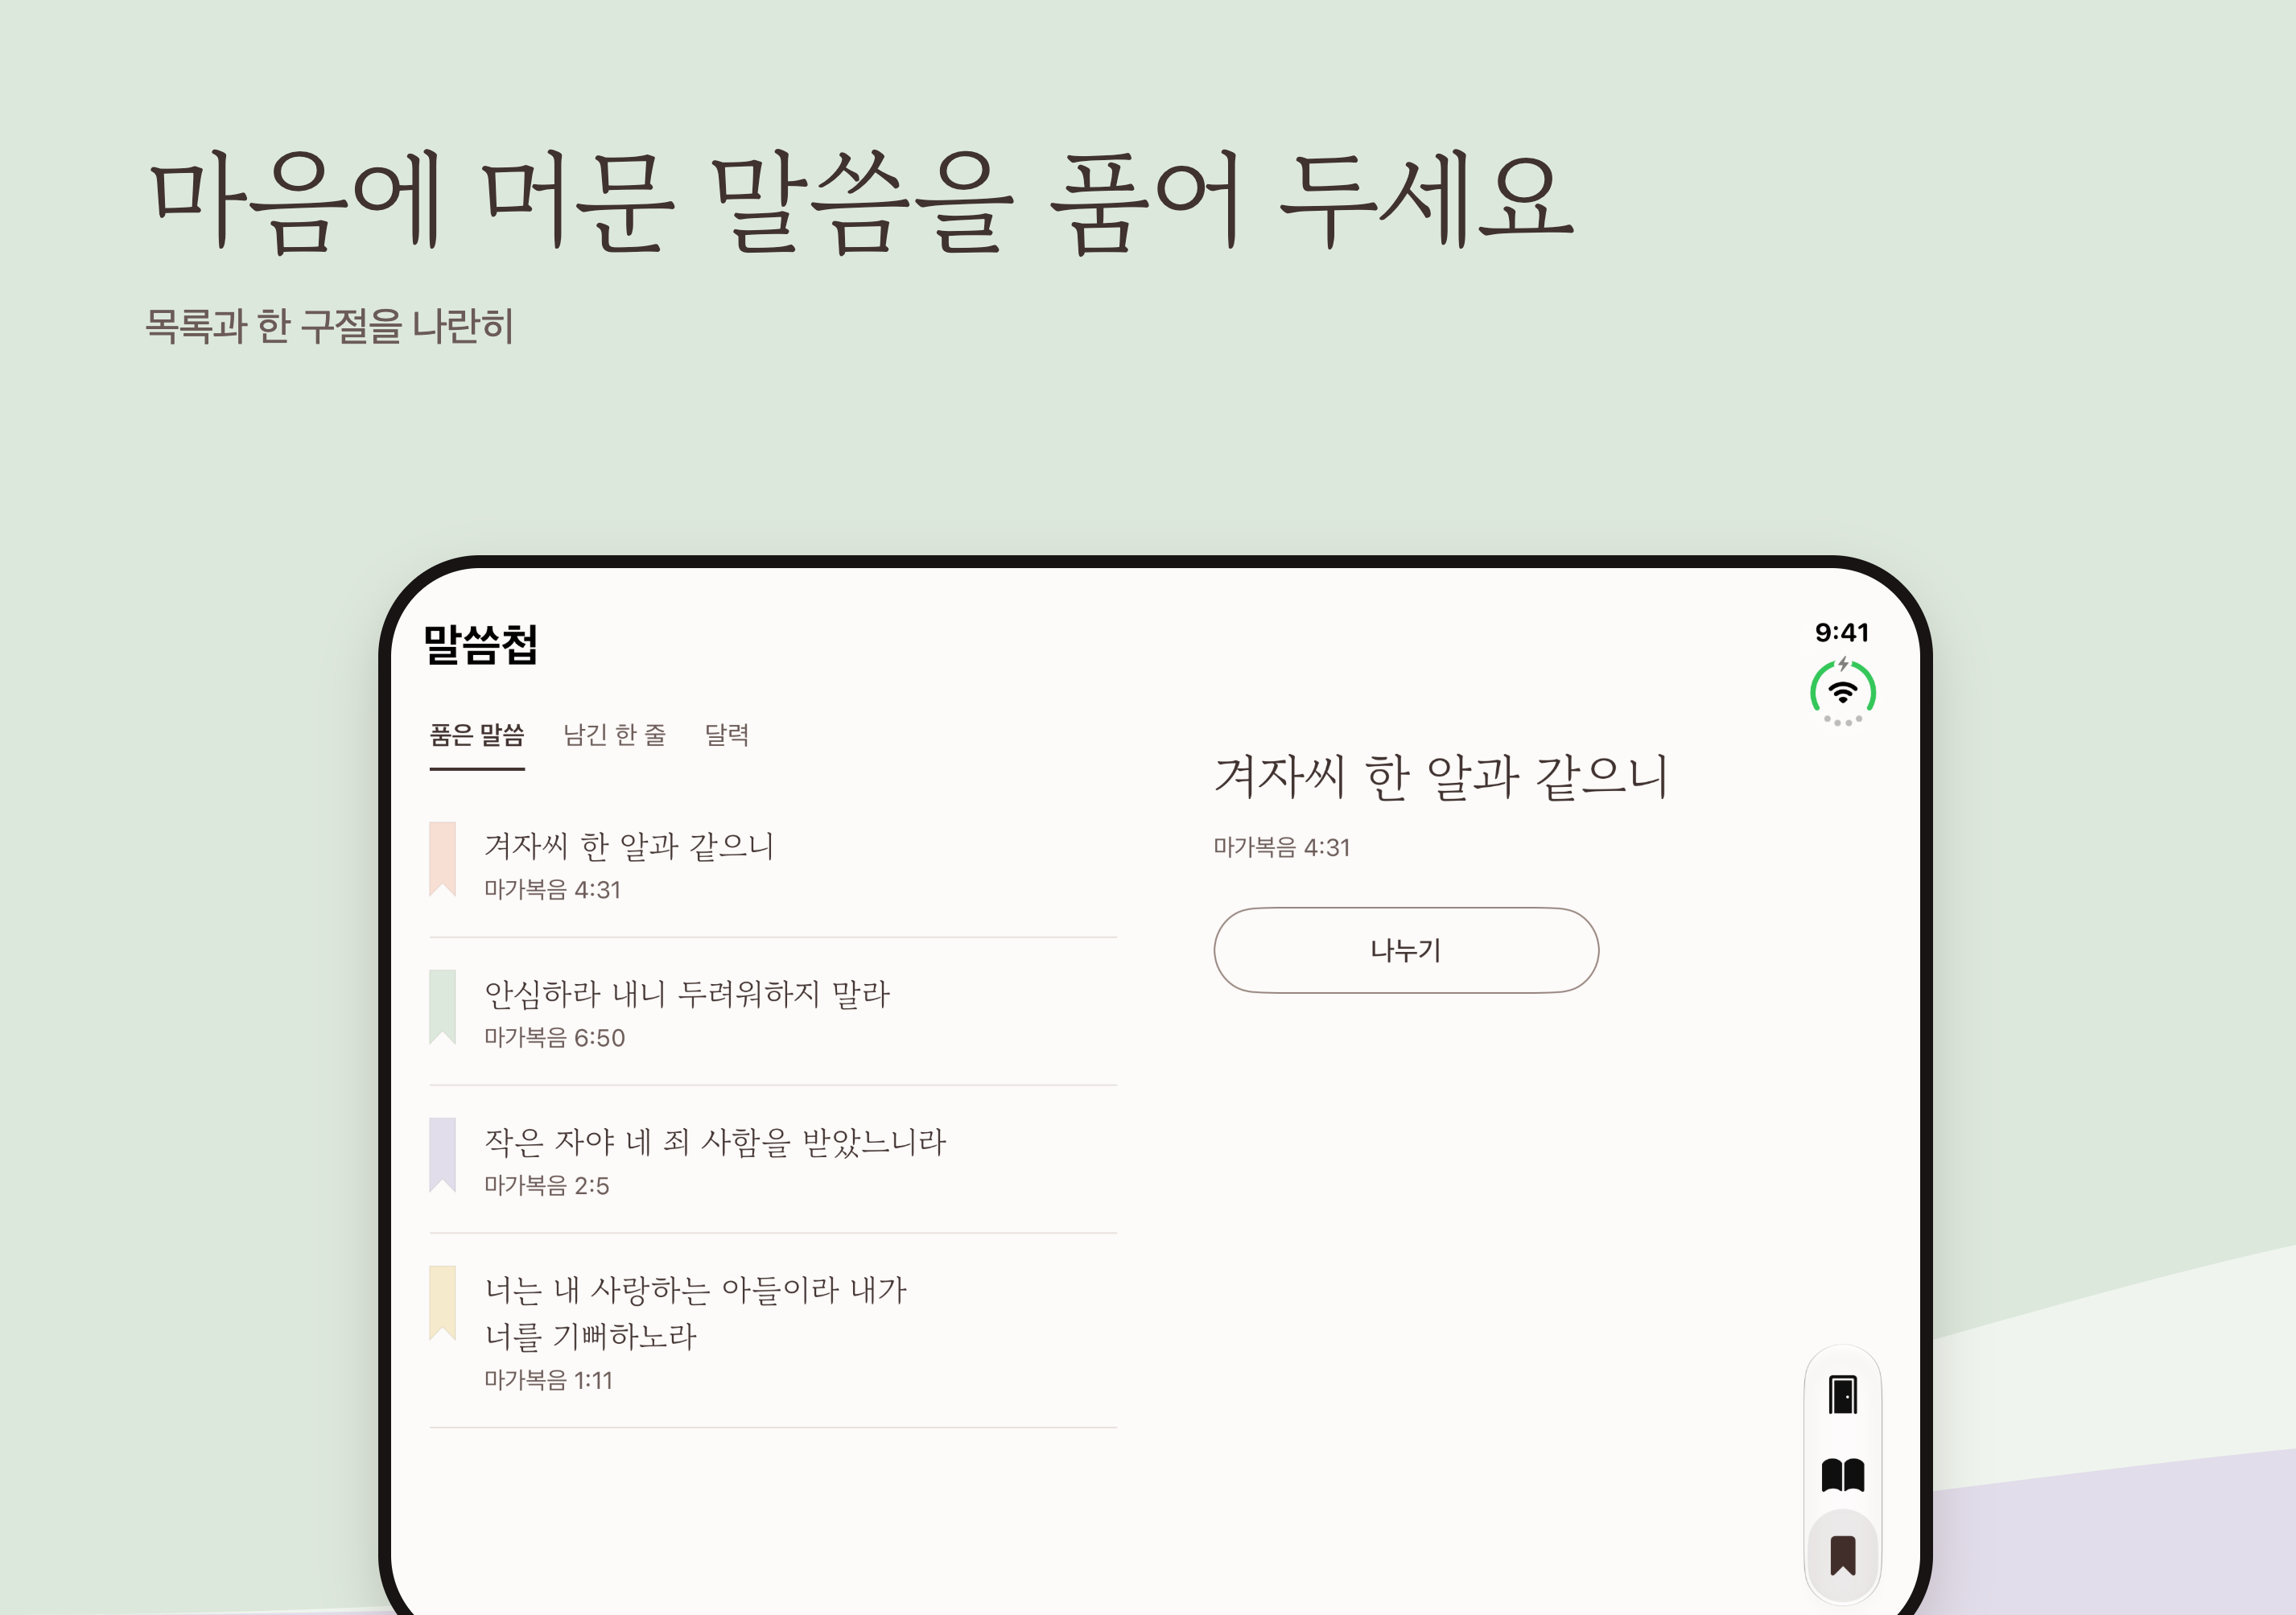 마음에 머문 말씀을 품어 두세요
목록과 한 구절을 나란히
말씀첩
9:41
품은 말씀 남긴 한 줄 달력
겨자씨 한 알과 같으니
마가복음 4:31
안심하라 내니 두려워하지 말라
마가복음 6:50
작은 자야 네 죄 사함을 받았느니라
마가복음 2:5
너는 내 사랑하는 아들이라 내가
너를 기뻐하노라
마가복음 1:11
겨자씨 한 알과 같으니
마가복음 4:31
나누기